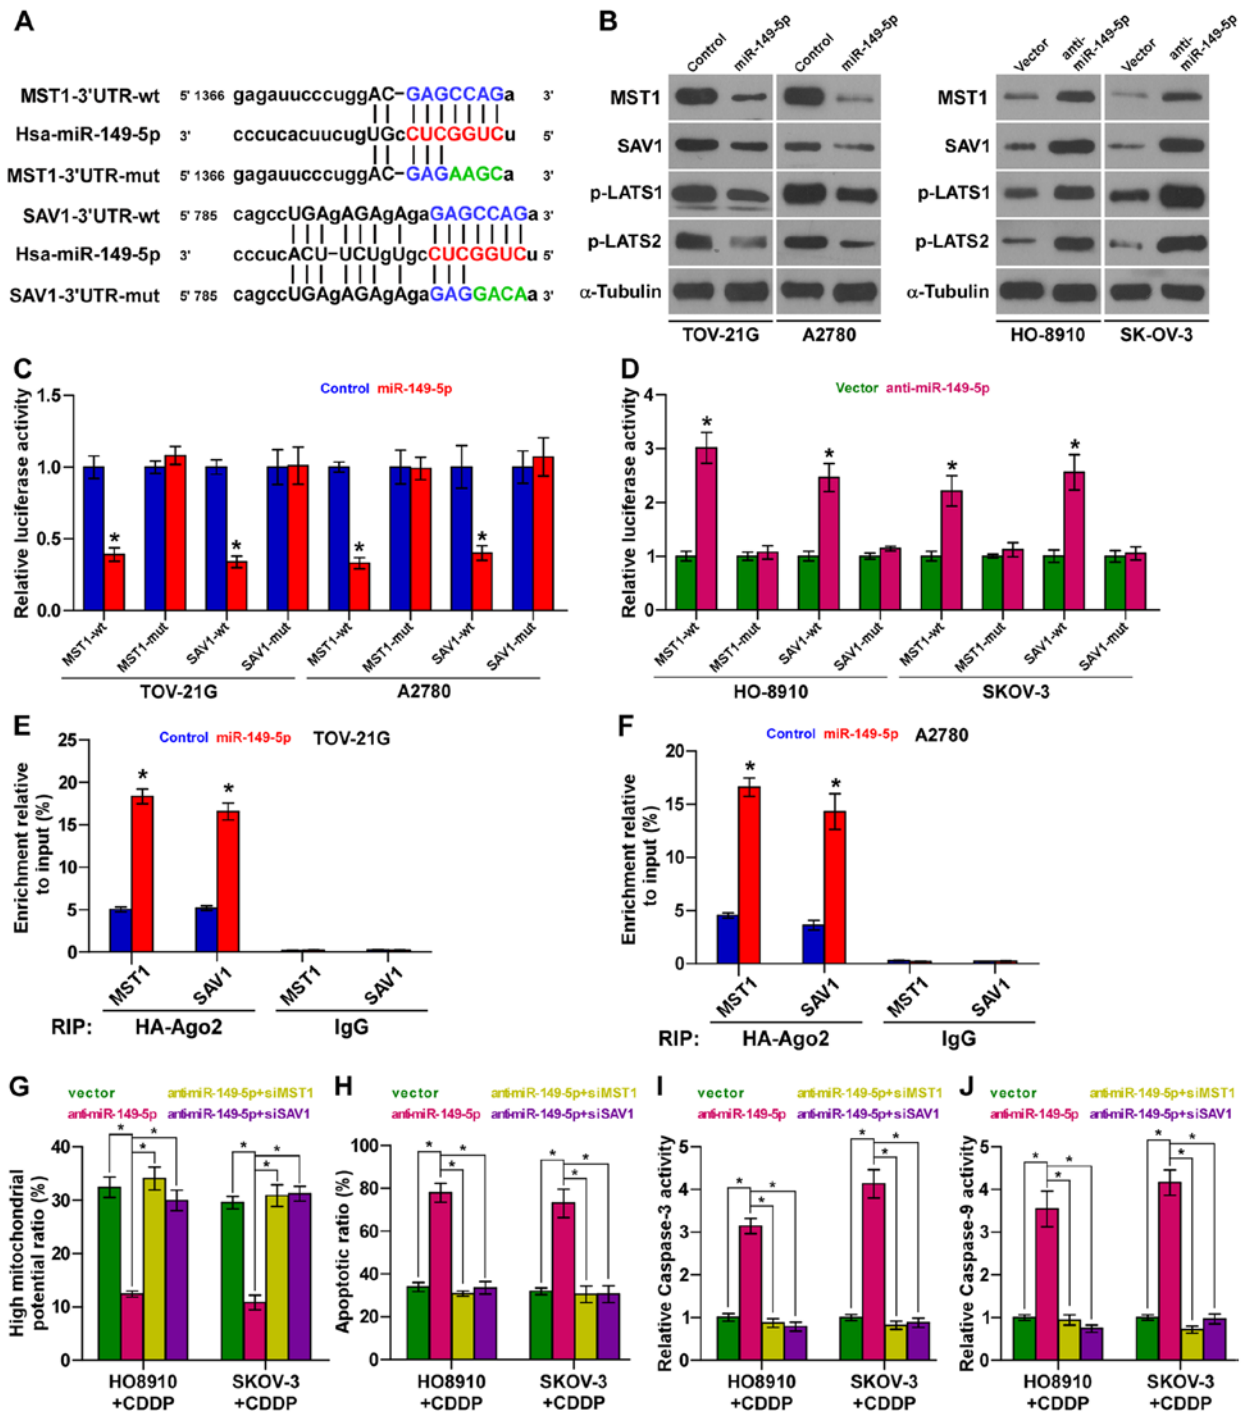 A
MST1-3'UTR-wt 5' 1366 gagauucccuggAC-GAGCCAGa 3'
Hsa-miR-149-5p 3' cccucacuucugUGcCUCGGUCu 5'
MST1-3'UTR-mut 5' 1366 gagauucccuggAC-GAGAAGCa 3'
SAV1-3'UTR-wt 5' 785 cagccUGAgAGAgAgaGAGCCAGa 3'
Hsa-miR-149-5p 3' cccucACU-UCUgUgcCUCGGUCu 5'
SAV1-3'UTR-mut 5' 785 cagccUGAgAGAgAgaGAGGACAa 3'
B
Control miR-149-5p Control miR-149-5p
MST1
SAV1
p-LATS1
p-LATS2
α-Tubulin
TOV-21G A2780
Vector anti-miR-149-5p Vector anti-miR-149-5p
MST1
SAV1
p-LATS1
p-LATS2
α-Tubulin
HO-8910 SK-OV-3
C
Control miR-149-5p
Relative luciferase activity
1.5
1.0
0.5
0.0
* * * *
MST1-wt MST1-mut SAV1-wt SAV1-mut MST1-wt MST1-mut SAV1-wt SAV1-mut
TOV-21G A2780
D
Vector anti-miR-149-5p
Relative luciferase activity
4
3
2
1
0
* * * *
MST1-wt MST1-mut SAV1-wt SAV1-mut MST1-wt MST1-mut SAV1-wt SAV1-mut
HO-8910 SKOV-3
E
Control miR-149-5p TOV-21G
Enrichment relative
to input (%)
25
20
15
10
5
0
* *
MST1 SAV1 MST1 SAV1
RIP: HA-Ago2 IgG
F
Control miR-149-5p A2780
Enrichment relative
to input (%)
20
15
10
5
0
* *
MST1 SAV1 MST1 SAV1
RIP: HA-Ago2 IgG
G
vector anti-miR-149-5p+siMST1
anti-miR-149-5p anti-miR-149-5p+siSAV1
High mitochondrial
potential ratio (%)
40
30
20
10
0
* * * * * *
HO8910 SKOV-3
+CDDP +CDDP
H
vector anti-miR-149-5p+siMST1
anti-miR-149-5p anti-miR-149-5p+siSAV1
Apoptotic ratio (%)
100
80
60
40
20
0
* * * * * *
HO8910 SKOV-3
+CDDP +CDDP
I
vector anti-miR-149-5p+siMST1
anti-miR-149-5p anti-miR-149-5p+siSAV1
Relative Caspase-3 activity
5
4
3
2
1
0
* * * * * *
HO8910 SKOV-3
+CDDP +CDDP
J
vector anti-miR-149-5p+siMST1
anti-miR-149-5p anti-miR-149-5p+siSAV1
Relative Caspase-9 activity
5
4
3
2
1
0
* * * * * *
HO8910 SKOV-3
+CDDP +CDDP